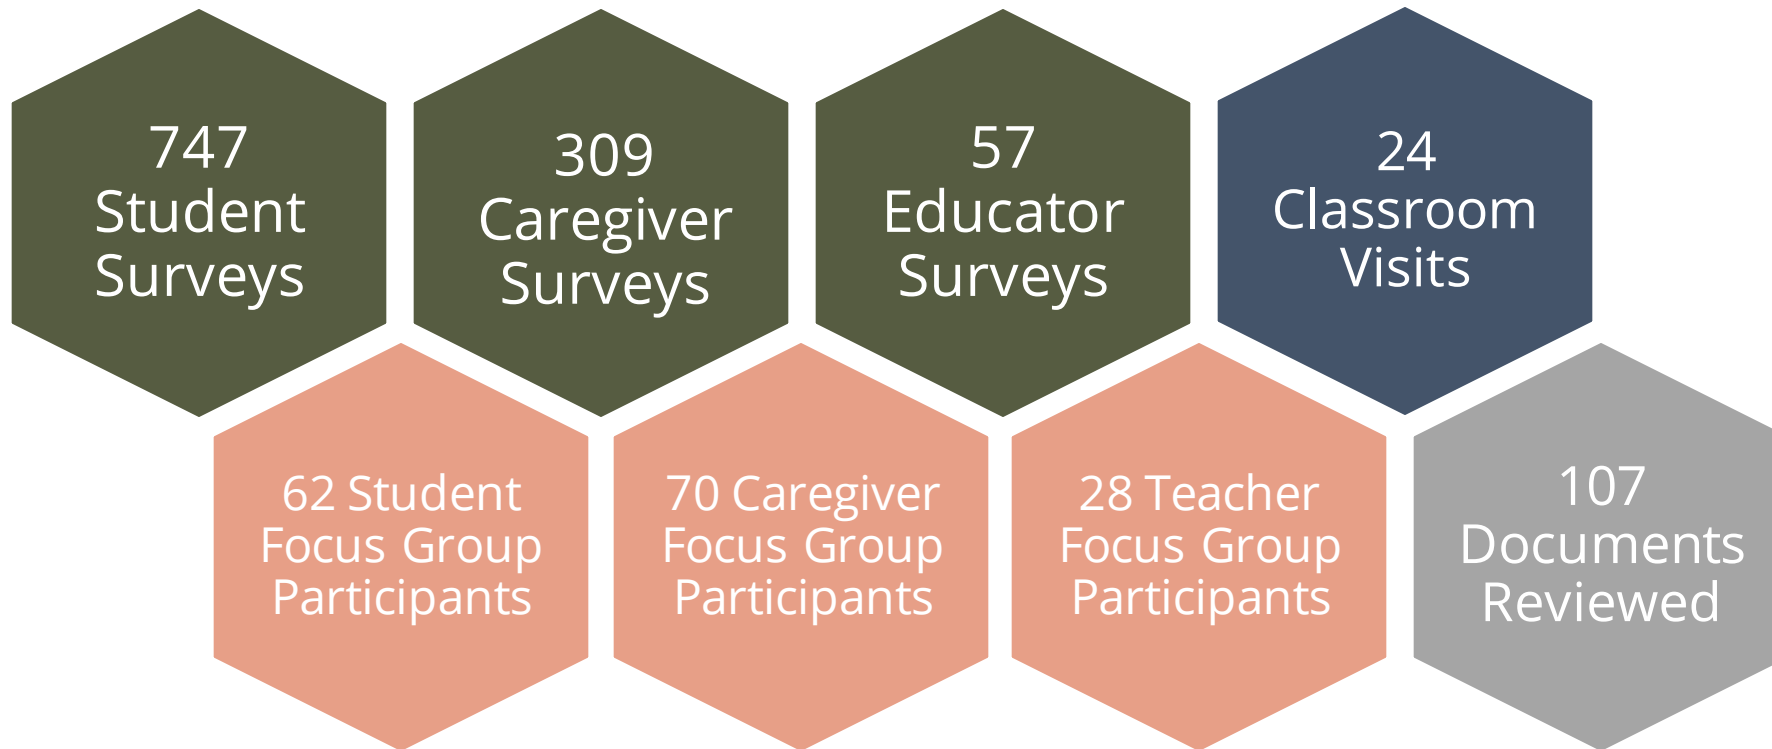 747
Student
Surveys
309
Caregiver
Surveys
57
Educator
Surveys
24
Classroom
Visits
62 Student
Focus Group
Participants
70 Caregiver
Focus Group
Participants
28 Teacher
Focus Group
Participants
107
Documents
Reviewed